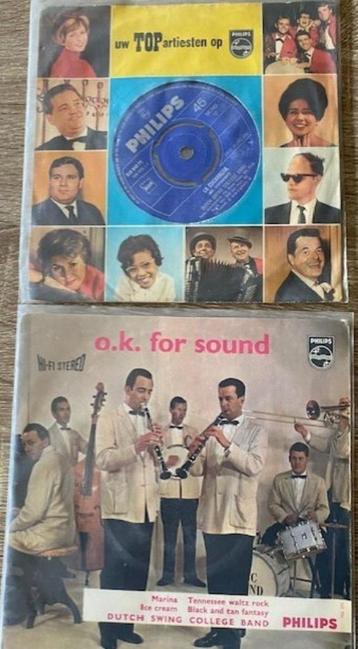 uw TOPartiesten op
PHILIPS
PHILIPS
45
o.k. for sound
HI-FI STEREO
PHILIPS
Marina Tennessee waltz rock
Ice cream Black and tan fantasy
DUTCH SWING COLLEGE BAND PHILIPS